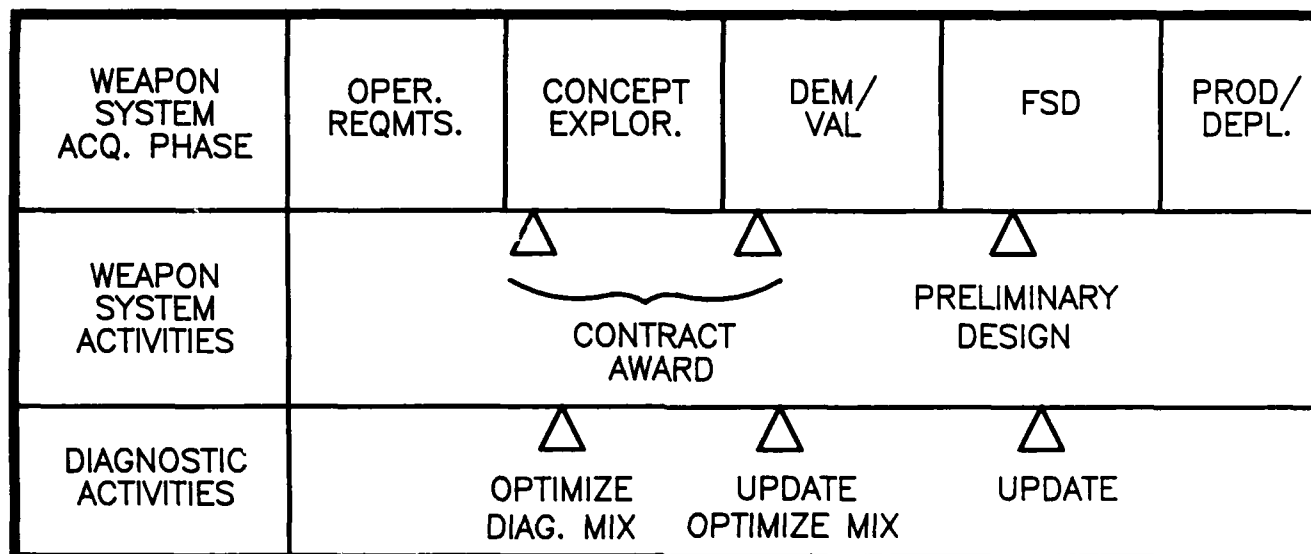 WEAPON
SYSTEM
ACQ. PHASE
OPER.
REQMTS.
CONCEPT
EXPLOR.
DEM/
VAL
FSD
PROD/
DEPL.
WEAPON
SYSTEM
ACTIVITIES
CONTRACT
AWARD
PRELIMINARY
DESIGN
DIAGNOSTIC
ACTIVITIES
OPTIMIZE
DIAG. MIX
UPDATE
OPTIMIZE MIX
UPDATE